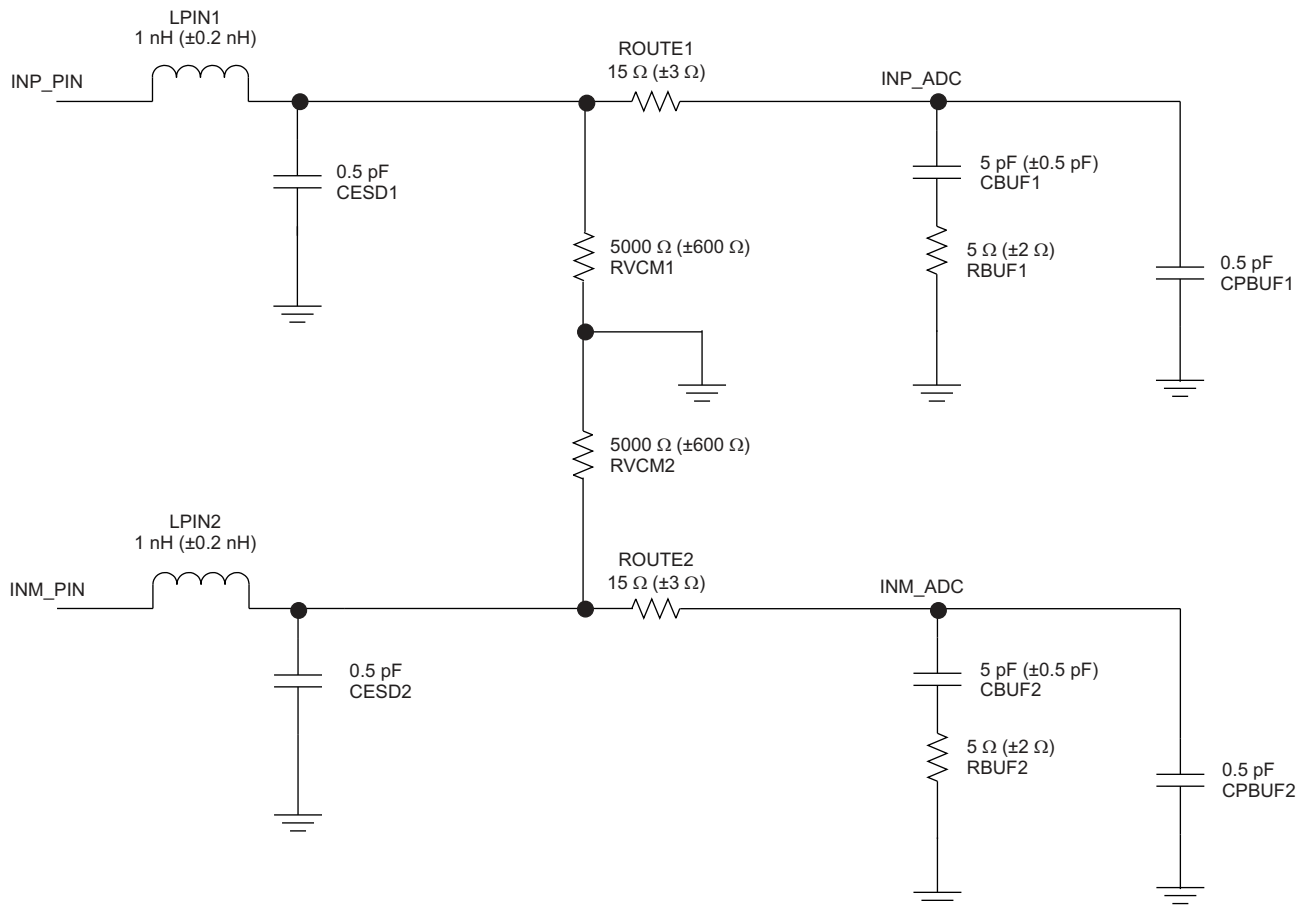 LPIN1
1 nH (±0.2 nH)
INP_PIN
ROUTE1
15 Ω (±3 Ω)
INP_ADC
0.5 pF
CESD1
5 pF (±0.5 pF)
CBUF1
5000 Ω (±600 Ω)
RVCM1
5 Ω (±2 Ω)
RBUF1
0.5 pF
CPBUF1
5000 Ω (±600 Ω)
RVCM2
LPIN2
1 nH (±0.2 nH)
INM_PIN
ROUTE2
15 Ω (±3 Ω)
INM_ADC
0.5 pF
CESD2
5 pF (±0.5 pF)
CBUF2
5 Ω (±2 Ω)
RBUF2
0.5 pF
CPBUF2